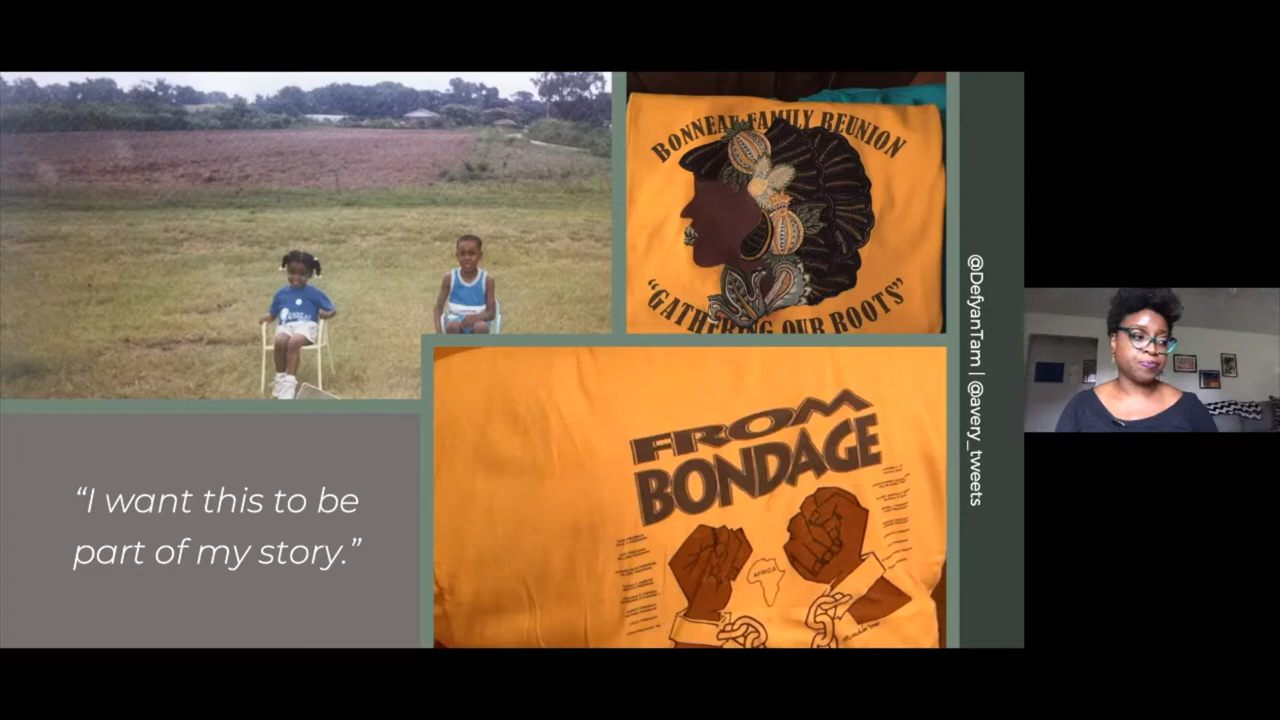 BONNEAU FAMILY REUNION
“GATHERING OUR ROOTS”
FROM
BONDAGE
AFRICA
“I want this to be
part of my story.”
@DefyanTam | @avery_tweets